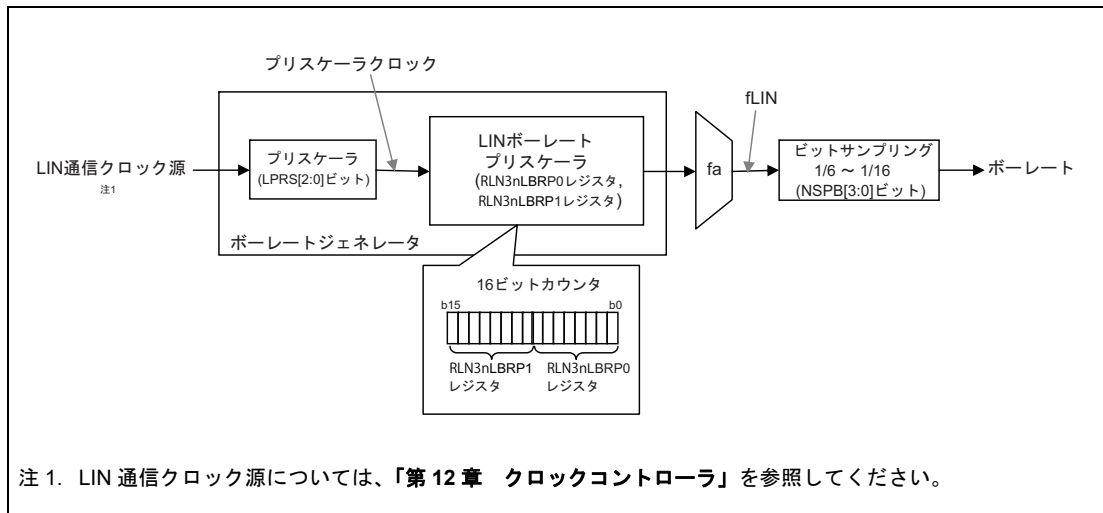 プリスケーラクロック
fLIN
LIN通信クロック源
注1
プリスケーラ
(LPRS[2:0]ビット)
LINボーレート
プリスケーラ
(RLN3nLBRP0レジスタ,
RLN3nLBRP1レジスタ)
fa
ビットサンプリング
1/6 ~ 1/16
(NSPB[3:0]ビット)
ボーレート
ボーレートジェネレータ
16ビットカウンタ
b15
b0
RLN3nLBRP1
レジスタ
RLN3nLBRP0
レジスタ
注 1. LIN 通信クロック源については、「第 12 章 クロックコントローラ」を参照してください。